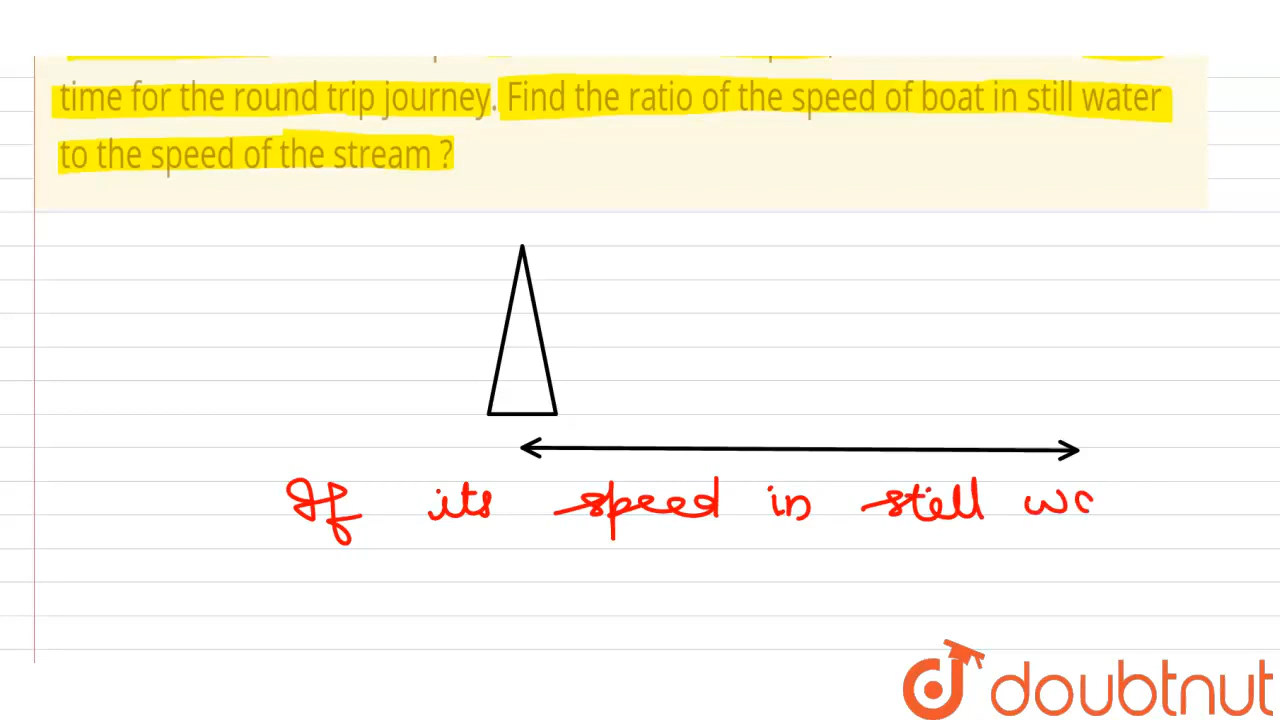 time for the round trip journey. Find the ratio of the speed of boat in still water
to the speed of the stream ?
If its speed in still wa
doubtnut